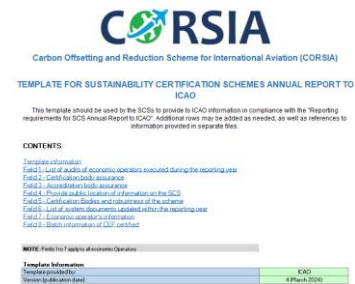 CORSIA
Carbon Offsetting and Reduction Scheme for International Aviation (CORSIA)
TEMPLATE FOR SUSTAINABILITY CERTIFICATION SCHEMES ANNUAL REPORT TO
ICAO
This template should be used by the SCSs to provide to ICAO information in compliance with the "Reporting
requirements for SCS Annual Report to ICAO". Additional rows may be added as needed, as well as references to
information provided in separate files.
CONTENTS
Template information
Field 1 - List of audits of economic operators executed during the reporting year
Field 2 - Certification body assurance
Field 3 - Accreditation body assurance
Field 4 - Provide public location of information on the SCS
Field 5 - Certification Bodies and robustness of the scheme
Field 6 - List of system documents updated within the reporting year
Field 7 - Economic operator's information
Field 8 - Batch information of CEF certified
NOTE: Fields 1 to 7 apply to all economic Operators
Template Information
Template provided by: ICAO
Version (publication date): 4 (March 2024)